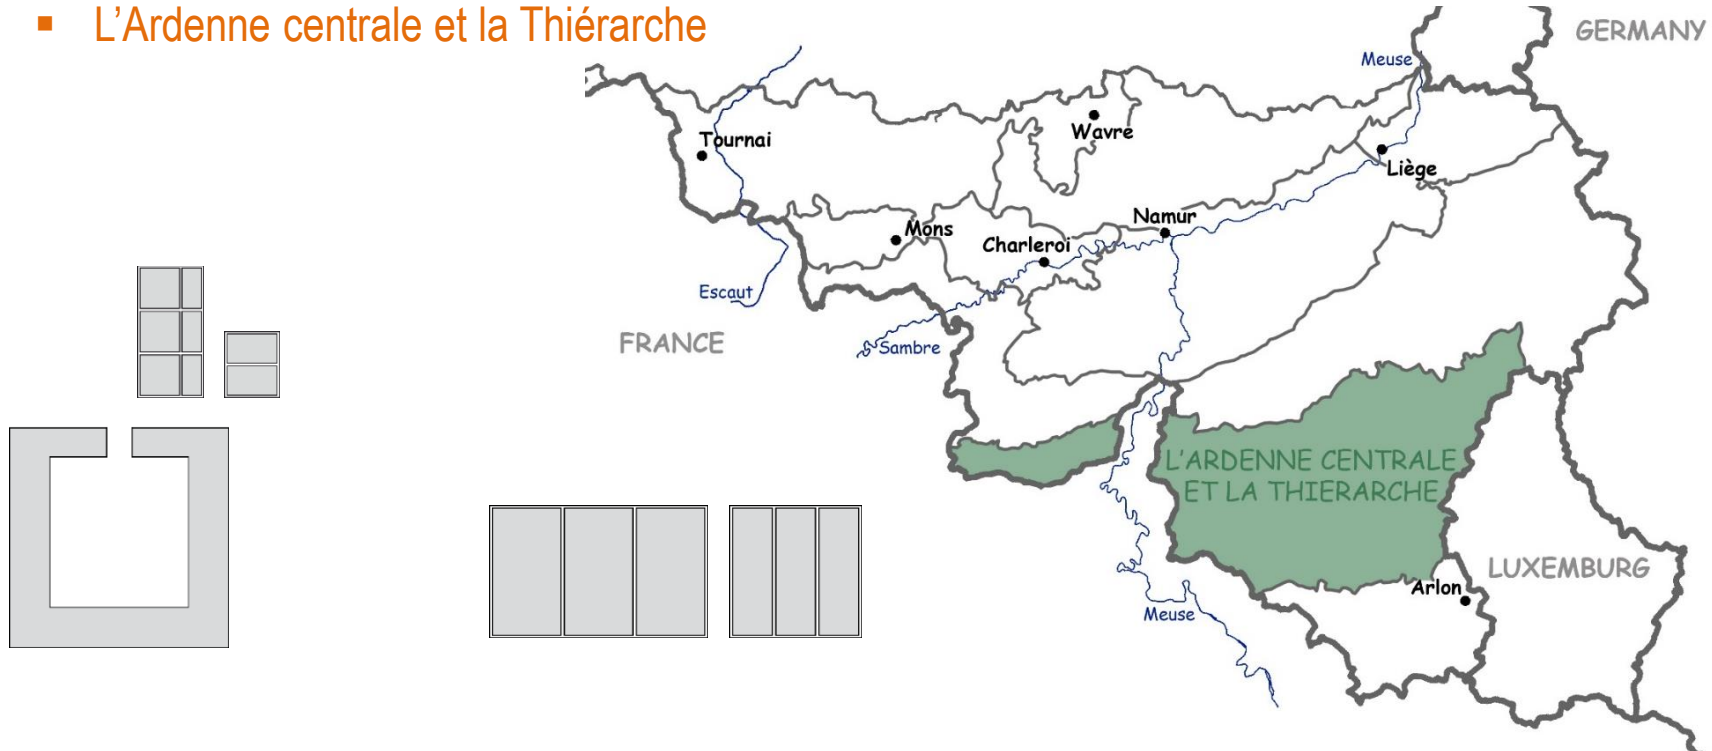 ▪ L'Ardenne centrale et la Thiérarche
GERMANY
Meuse
Wavre
Tournai
Liège
Namur
Mons
Charleroi
Escaut
FRANCE
Sambre
L'ARDENNE CENTRALE
ET LA THIERARCHE
LUXEMBURG
Arlon
Meuse